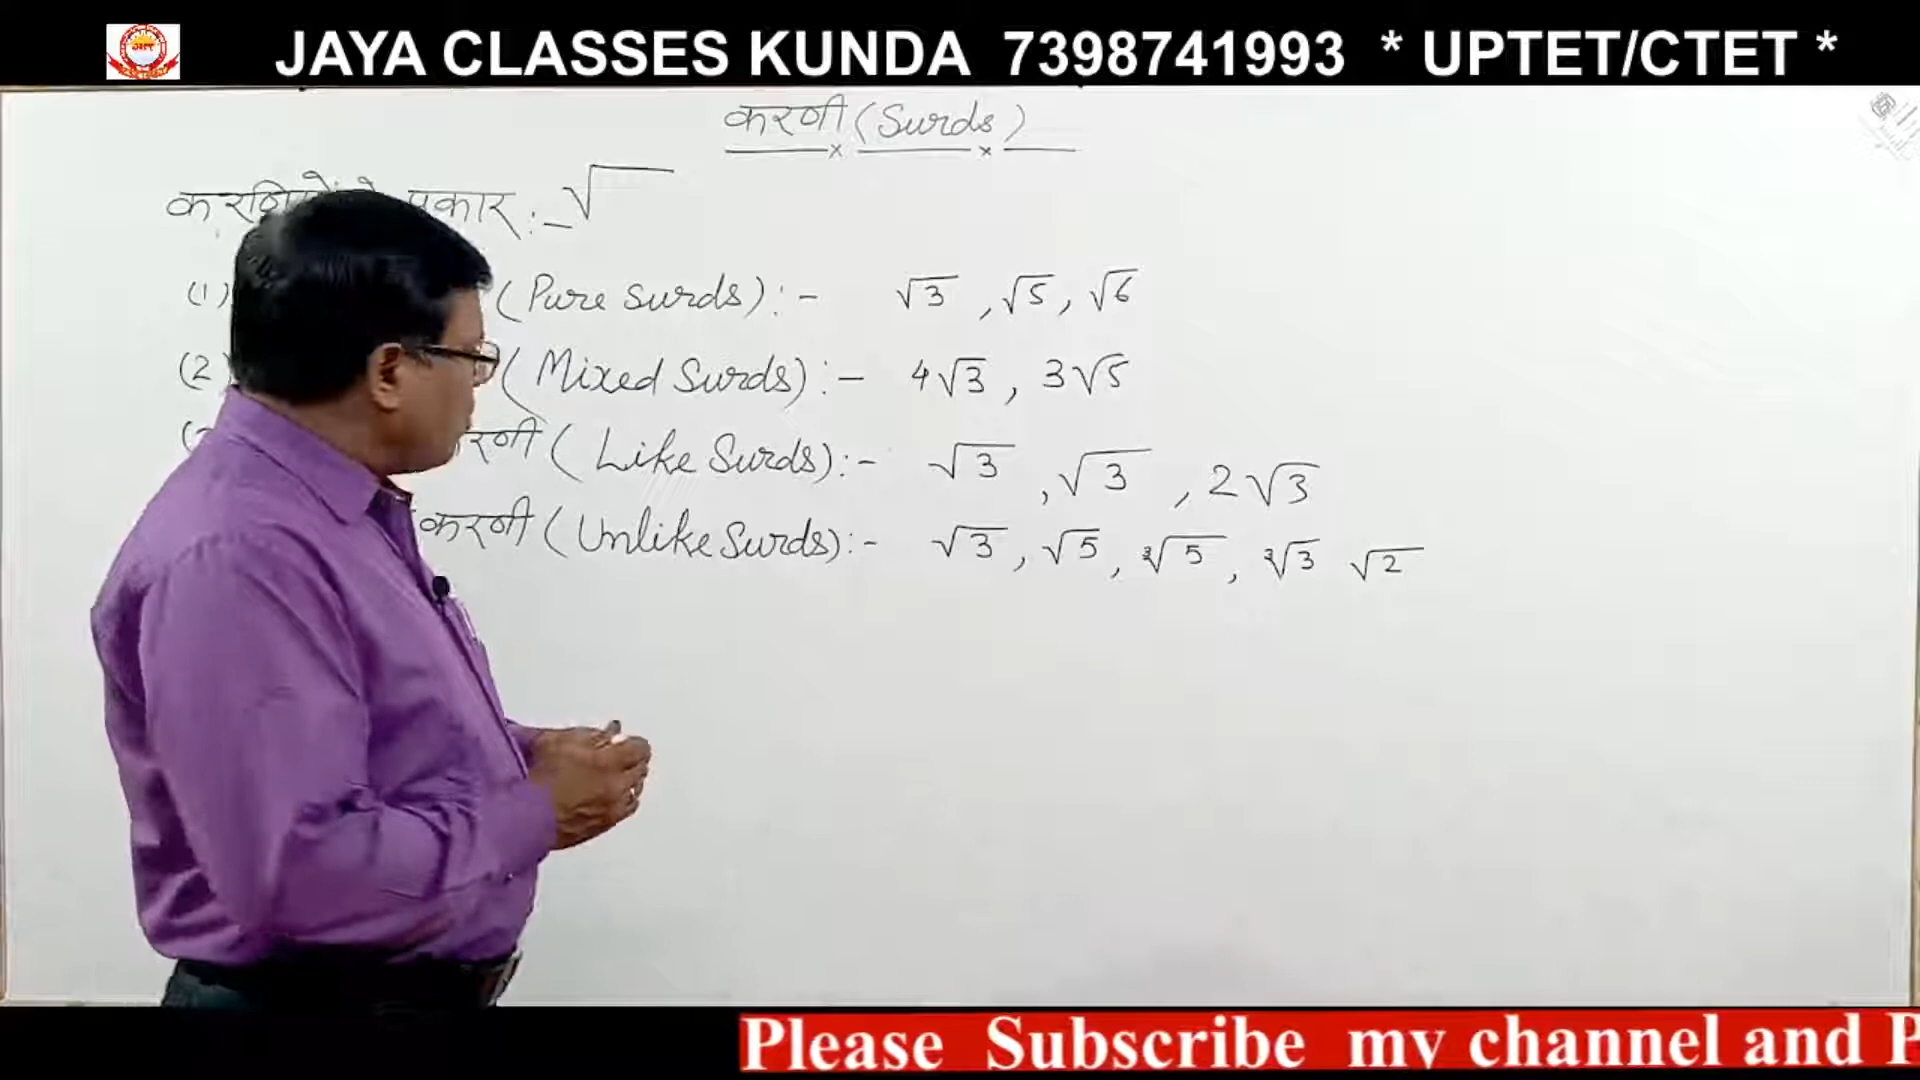 JAYA CLASSES KUNDA 7398741993 * UPTET/CTET *
करणी (Surds)
प्रकार :- √
(1) (Pure surds) :- √3 , √5, √6
(2) (Mixed Surds) :- 4√3 , 3√5
करणी ( Like Surds) :- √3 , √3 , 2√3
करणी ( Unlike Surds) :- √3 , √5 , ∛5 , ∛3 √2
Please Subscribe my channel and P